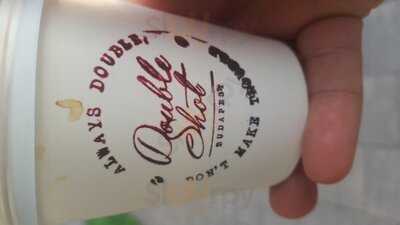 ALWAYS DOUBLE,
Double
Shot
BUDAPEST
DON'T MAKE